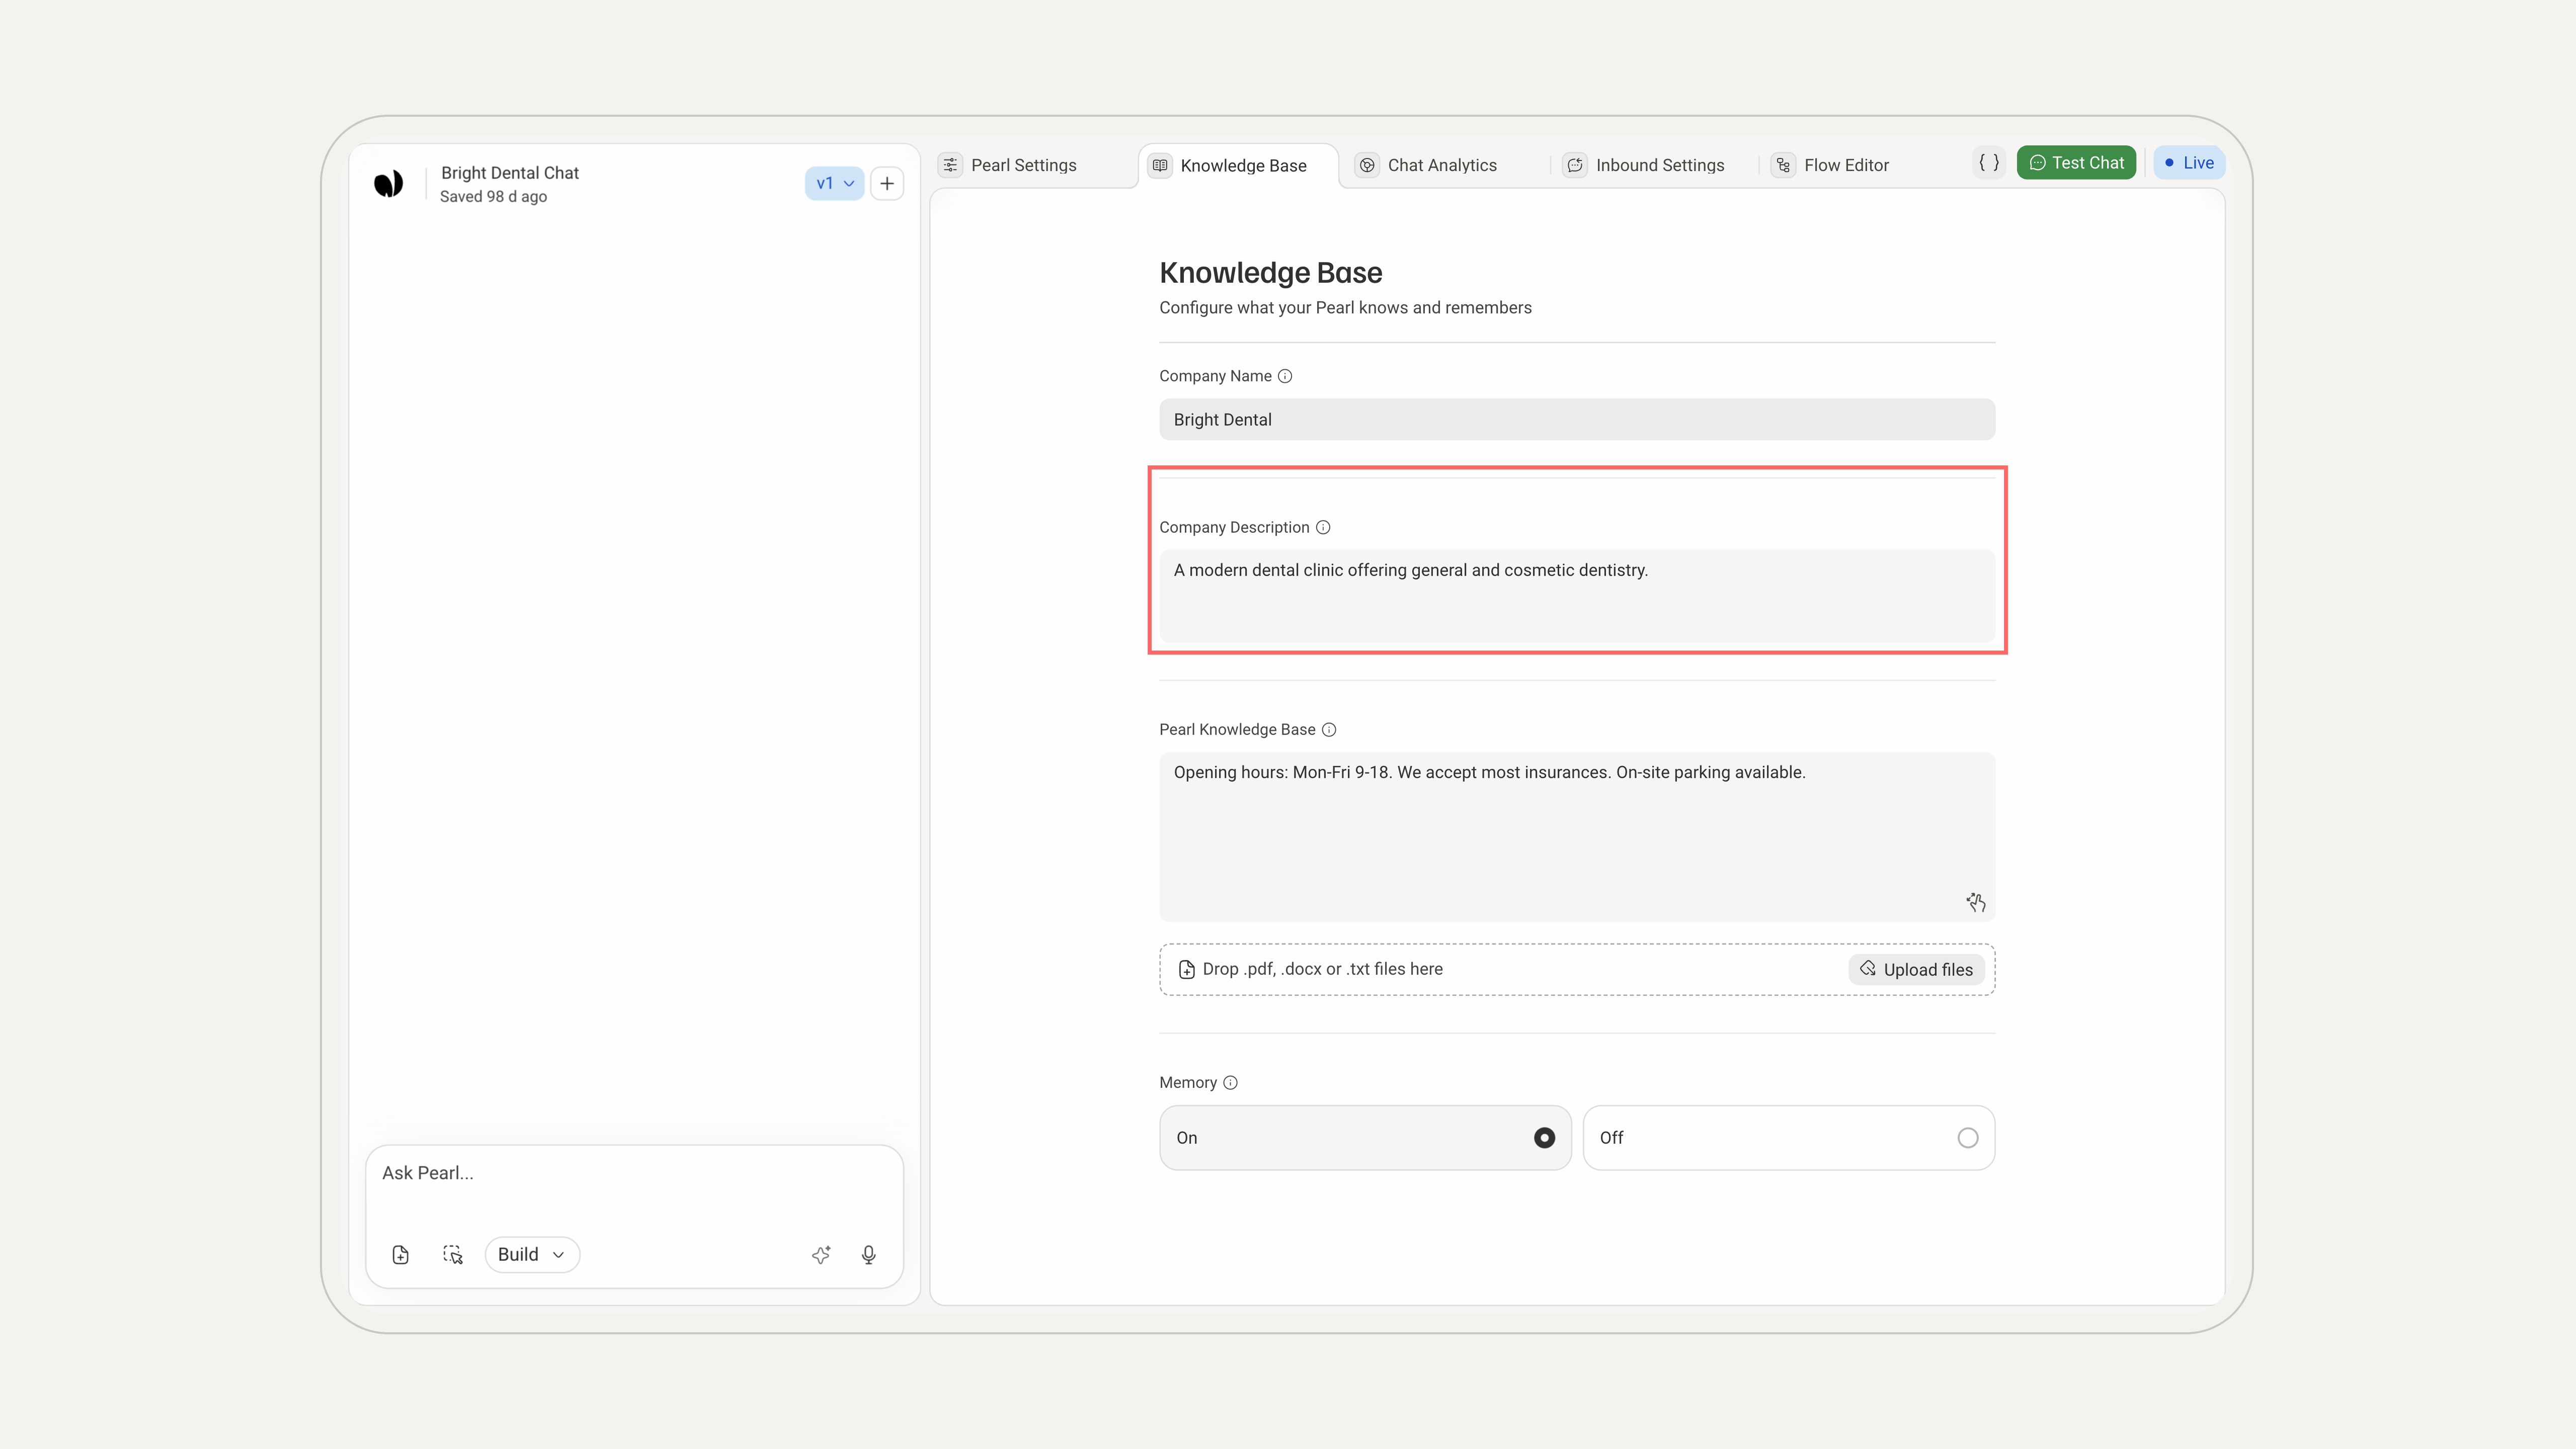 Bright Dental Chat
Saved 98 d ago
v1
Pearl Settings
Knowledge Base
Chat Analytics
Inbound Settings
Flow Editor
{ }
Test Chat
Live
Knowledge Base
Configure what your Pearl knows and remembers
Company Name
Bright Dental
Company Description
A modern dental clinic offering general and cosmetic dentistry.
Pearl Knowledge Base
Opening hours: Mon-Fri 9-18. We accept most insurances. On-site parking available.
Drop .pdf, .docx or .txt files here
Upload files
Memory
On
Off
Ask Pearl...
Build